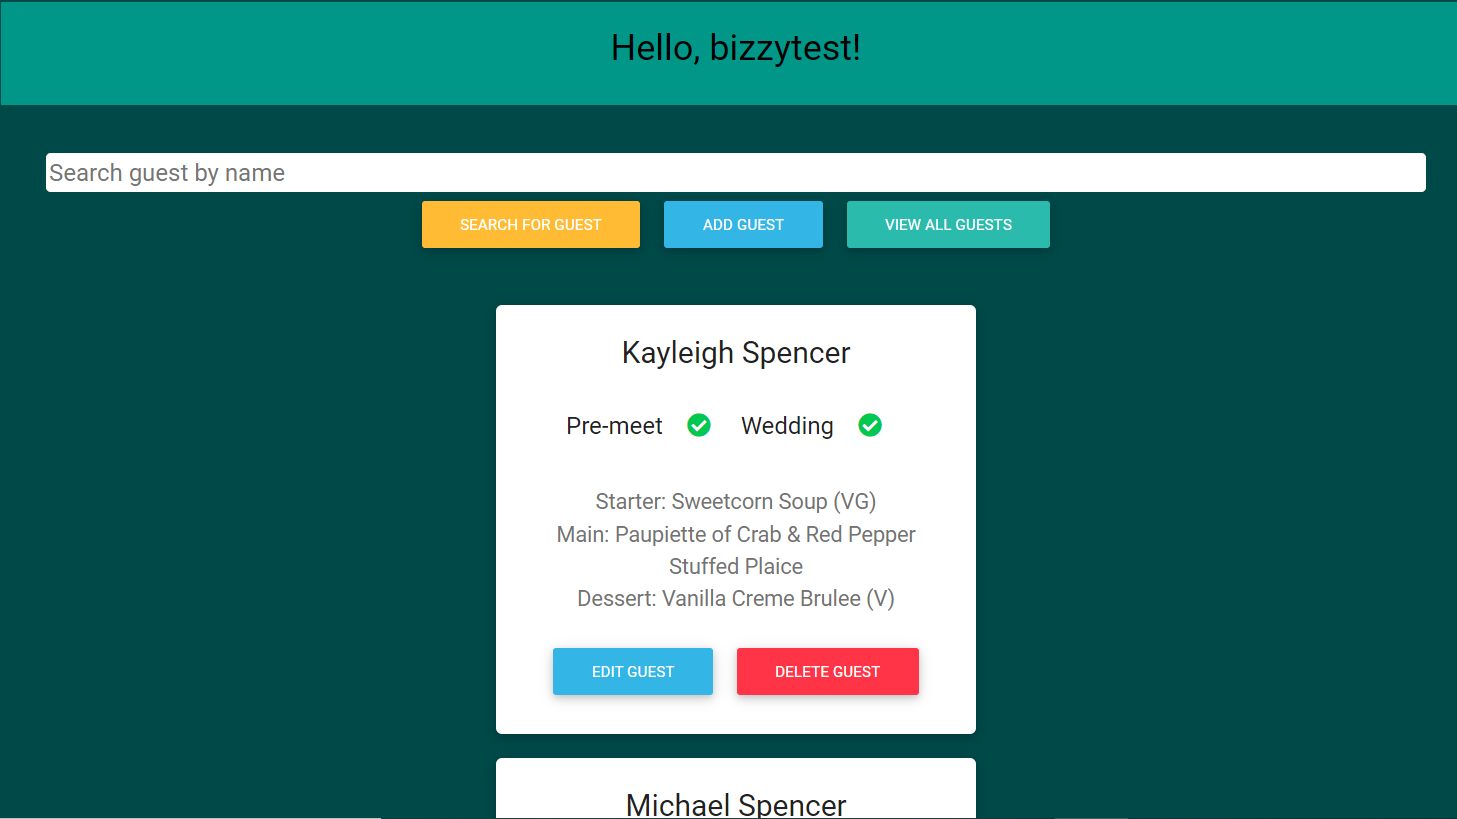 Hello, bizzytest!
Search guest by name
SEARCH FOR GUEST ADD GUEST VIEW ALL GUESTS
Kayleigh Spencer
Pre-meet Wedding
Starter: Sweetcorn Soup (VG)
Main: Paupiette of Crab & Red Pepper
Stuffed Plaice
Dessert: Vanilla Creme Brulee (V)
EDIT GUEST DELETE GUEST
Michael Spencer